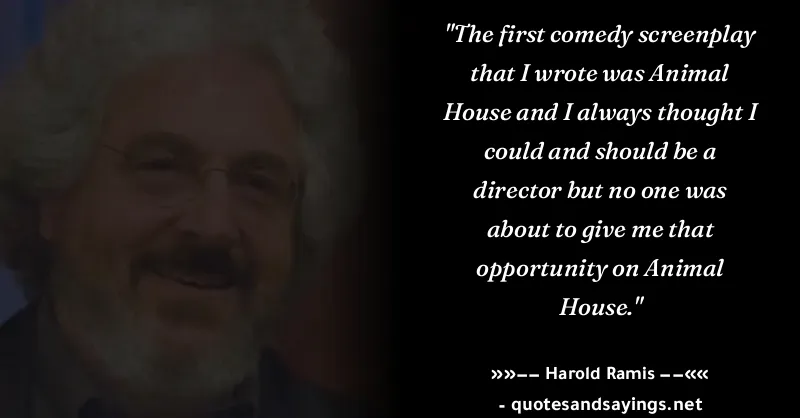 "The first comedy screenplay
that I wrote was Animal
House and I always thought I
could and should be a
director but no one was
about to give me that
opportunity on Animal
House."
»»—— Harold Ramis ——««
- quotesandsayings.net